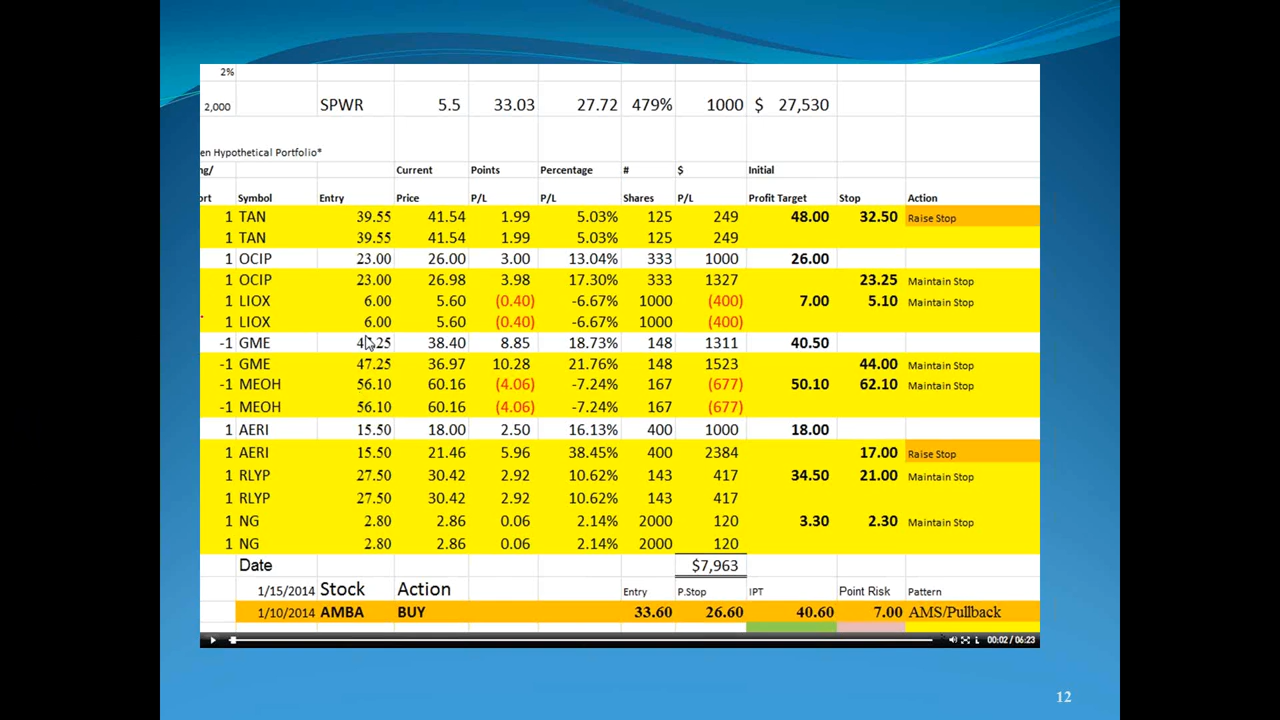 2%
2,000 SPWR 5.5 33.03 27.72 479% 1000 $ 27,530
en Hypothetical Portfolio*
ng/ Current Points Percentage # $ Initial
ort Symbol Entry Price P/L P/L Shares P/L Profit Target Stop Action
1 TAN 39.55 41.54 1.99 5.03% 125 249 48.00 32.50 Raise Stop
1 TAN 39.55 41.54 1.99 5.03% 125 249
1 OCIP 23.00 26.00 3.00 13.04% 333 1000 26.00
1 OCIP 23.00 26.98 3.98 17.30% 333 1327 23.25 Maintain Stop
1 LIOX 6.00 5.60 (0.40) -6.67% 1000 (400) 7.00 5.10 Maintain Stop
1 LIOX 6.00 5.60 (0.40) -6.67% 1000 (400)
-1 GME 38.40 8.85 18.73% 148 1311 40.50
-1 GME 47.25 36.97 10.28 21.76% 148 1523 44.00 Maintain Stop
-1 MEOH 56.10 60.16 (4.06) -7.24% 167 (677) 50.10 62.10 Maintain Stop
-1 MEOH 56.10 60.16 (4.06) -7.24% 167 (677)
1 AERI 15.50 18.00 2.50 16.13% 400 1000 18.00
1 AERI 15.50 21.46 5.96 38.45% 400 2384 17.00 Raise Stop
1 RLYP 27.50 30.42 2.92 10.62% 143 417 34.50 21.00 Maintain Stop
1 RLYP 27.50 30.42 2.92 10.62% 143 417
1 NG 2.80 2.86 0.06 2.14% 2000 120 3.30 2.30 Maintain Stop
1 NG 2.80 2.86 0.06 2.14% 2000 120
Date $7,963
1/15/2014 Stock Action Entry P.Stop IPT Point Risk Pattern
1/10/2014 AMBA BUY 33.60 26.60 40.60 7.00 AMS/Pullback
00:02 / 06:23
12